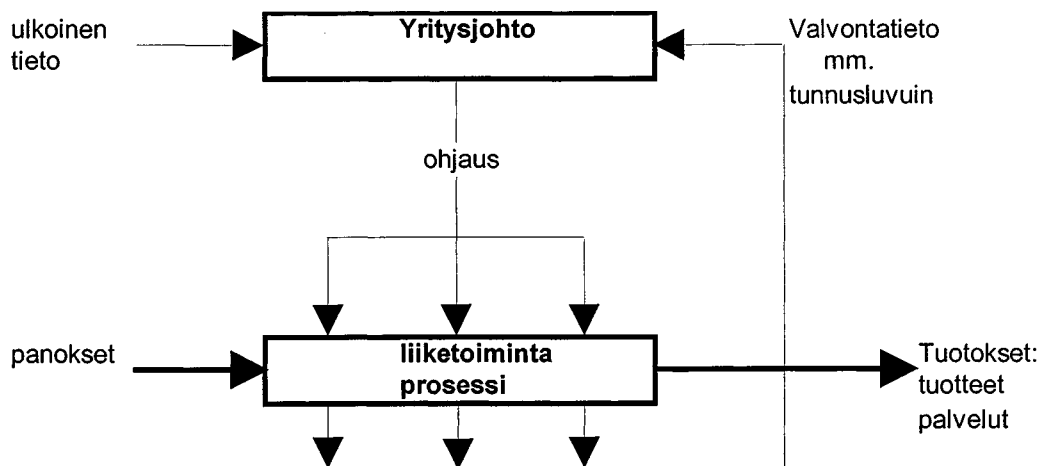 ulkoinen
tieto
Yritysjohto
Valvontatieto
mm.
tunnusluvuin
ohjaus
panokset
liiketoiminta
prosessi
Tuotokset:
tuotteet
palvelut